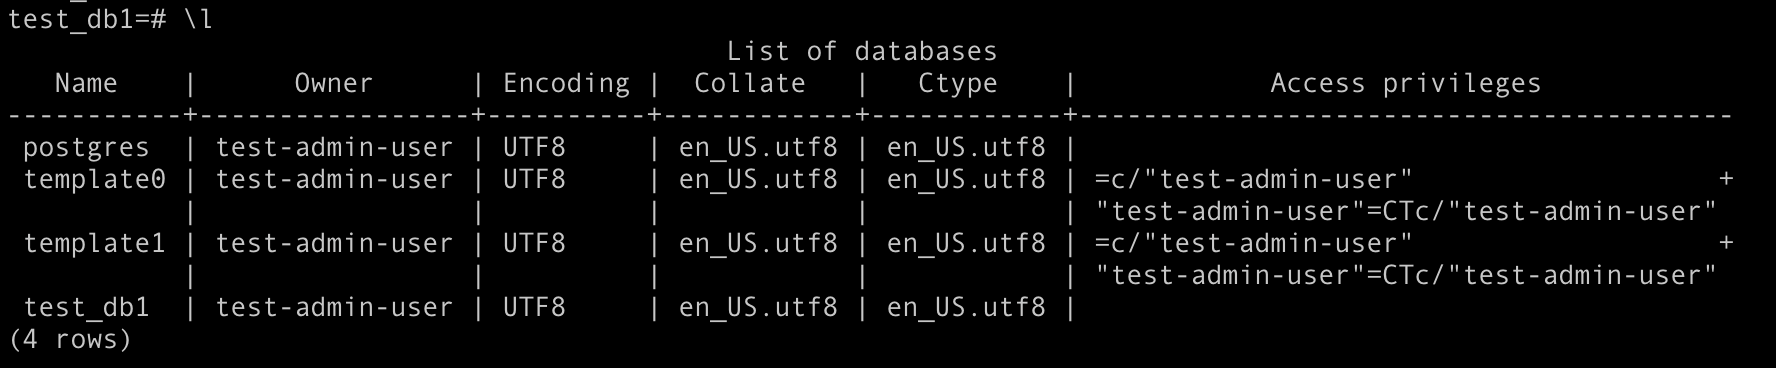 test_db1=# \l
                                           List of databases
   Name    |      Owner      | Encoding |  Collate   |   Ctype    |            Access privileges
-----------+-----------------+----------+------------+------------+-----------------------------------------
 postgres  | test-admin-user | UTF8     | en_US.utf8 | en_US.utf8 |
 template0 | test-admin-user | UTF8     | en_US.utf8 | en_US.utf8 | =c/"test-admin-user"                   +
           |                 |          |            |            | "test-admin-user"=CTc/"test-admin-user"
 template1 | test-admin-user | UTF8     | en_US.utf8 | en_US.utf8 | =c/"test-admin-user"                   +
           |                 |          |            |            | "test-admin-user"=CTc/"test-admin-user"
 test_db1  | test-admin-user | UTF8     | en_US.utf8 | en_US.utf8 |
(4 rows)